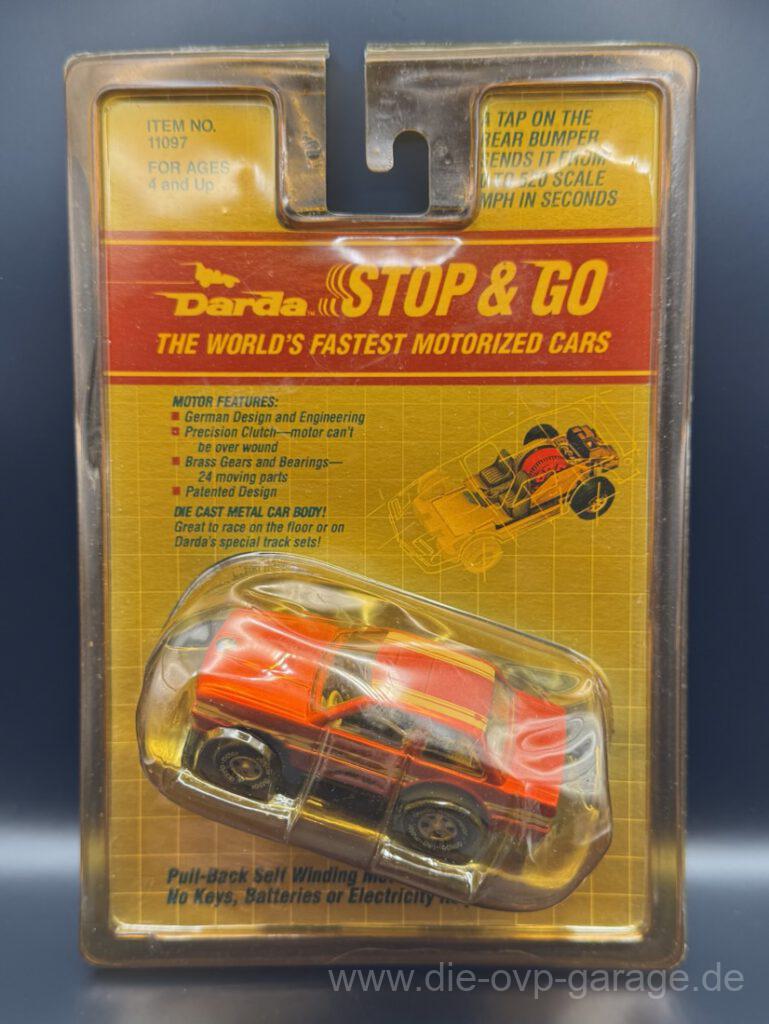 ITEM NO.
11097
FOR AGES
4 and Up
A TAP ON THE
REAR BUMPER
SENDS IT FROM
0 TO 520 SCALE
MPH IN SECONDS
Darda STOP & GO
THE WORLD'S FASTEST MOTORIZED CARS
MOTOR FEATURES:
German Design and Engineering
Precision Clutch—motor can't
be over wound
Brass Gears and Bearings—
24 moving parts
Patented Design
DIE CAST METAL CAR BODY!
Great to race on the floor or on
Darda's special track sets!
Pull-Back Self Winding
No Keys, Batteries or Electricity
www.die-ovp-garage.de